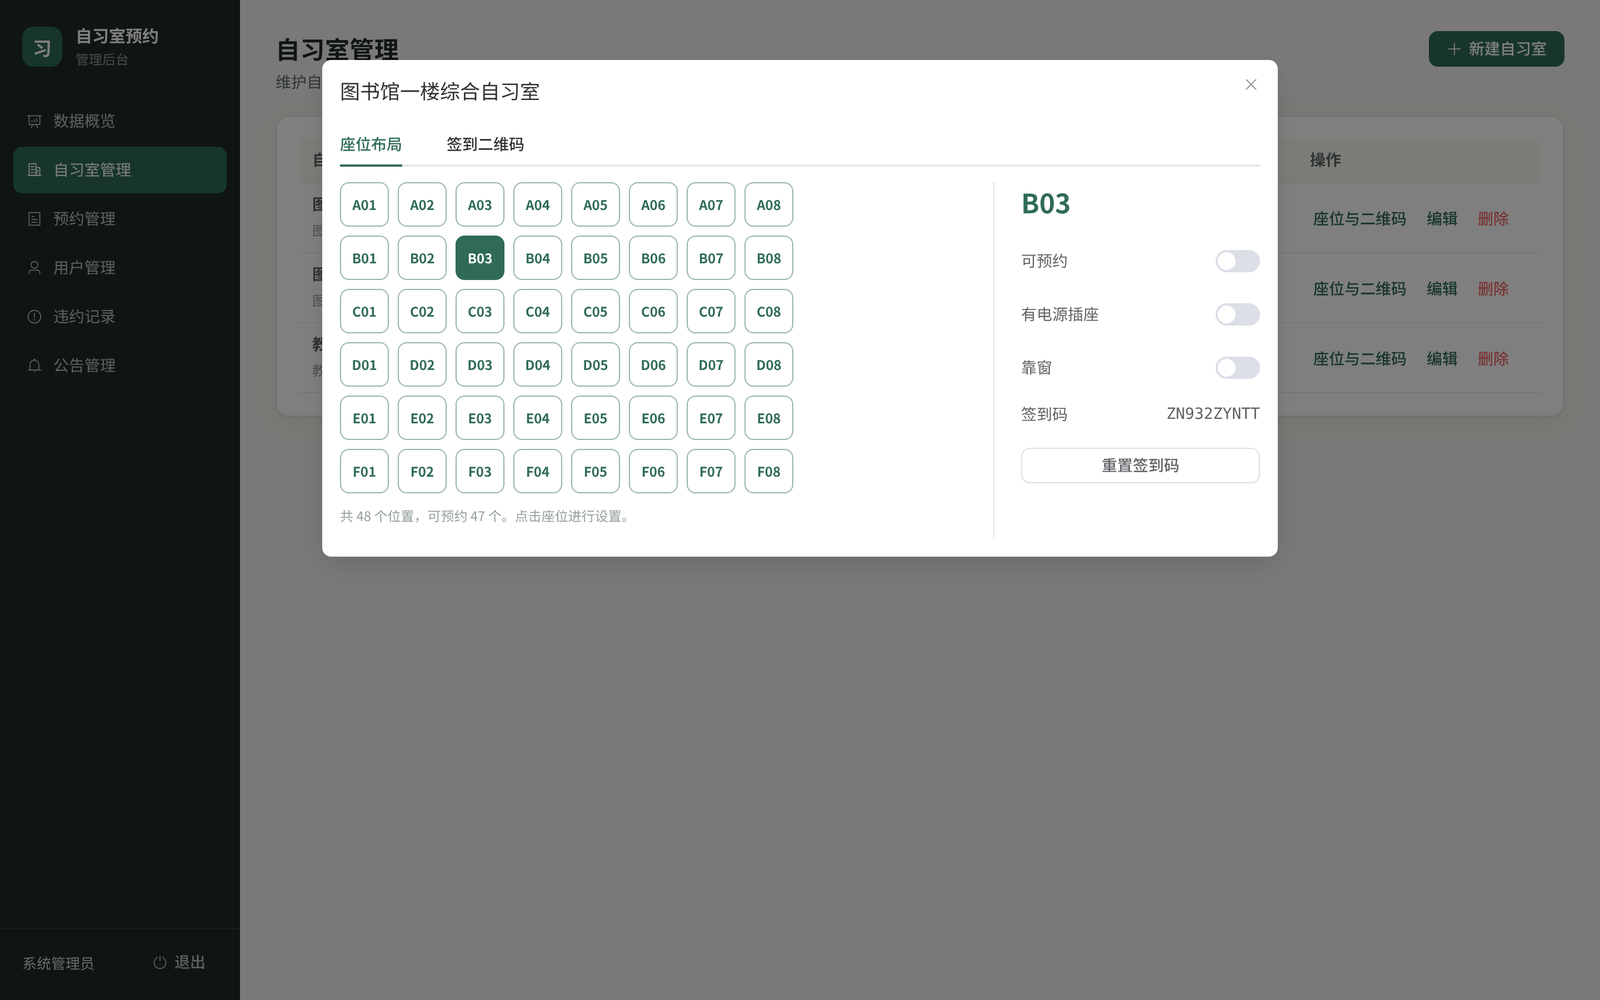 习
自习室预约
管理后台
数据概览
自习室管理
预约管理
用户管理
违约记录
公告管理
系统管理员
退出
自习室管理
维护自
新建自习室
操作
座位与二维码 编辑 删除
座位与二维码 编辑 删除
座位与二维码 编辑 删除
图书馆一楼综合自习室
座位布局 签到二维码
A01 A02 A03 A04 A05 A06 A07 A08
B01 B02 B03 B04 B05 B06 B07 B08
C01 C02 C03 C04 C05 C06 C07 C08
D01 D02 D03 D04 D05 D06 D07 D08
E01 E02 E03 E04 E05 E06 E07 E08
F01 F02 F03 F04 F05 F06 F07 F08
共 48 个位置，可预约 47 个。点击座位进行设置。
B03
可预约
有电源插座
靠窗
签到码 ZN932ZYNTT
重置签到码